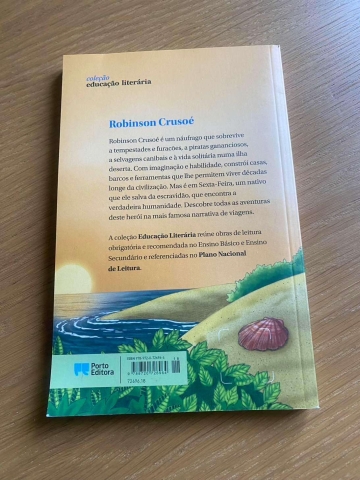 coleção
educação literária
Robinson Crusoé
Robinson Crusoé é um náufrago que sobrevive
a tempestades e furacões, a piratas gananciosos,
a selvagens canibais e à vida solitária numa ilha
deserta. Com imaginação e habilidade, constrói casas,
barcos e ferramentas que lhe permitem viver décadas
longe da civilização. Mas é em Sexta-Feira, um nativo
que ele salva da escravidão, que encontra a
verdadeira humanidade. Descobre todas as aventuras
deste herói na mais famosa narrativa de viagens.
A coleção Educação Literária reúne obras de leitura
obrigatória e recomendada no Ensino Básico e Ensino
Secundário e referenciadas no Plano Nacional
de Leitura.
Porto
Editora